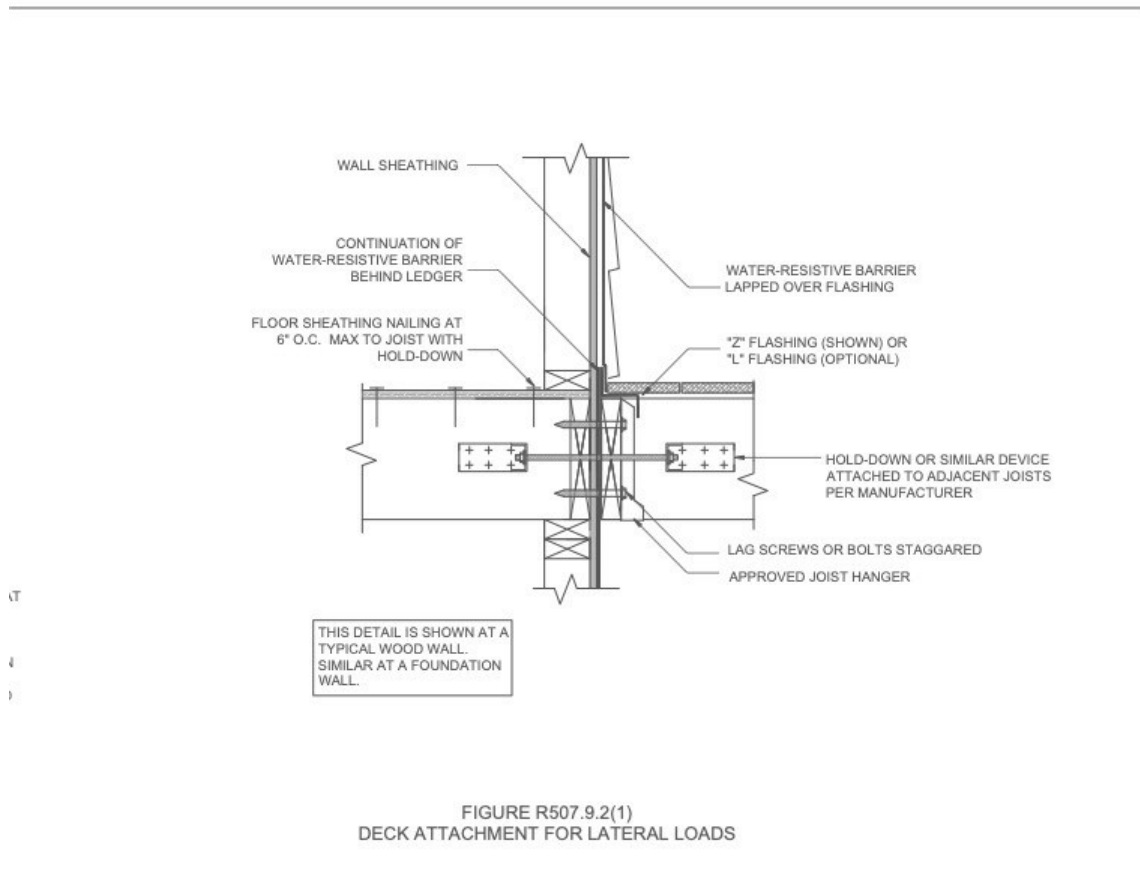 WALL SHEATHING
CONTINUATION OF
WATER-RESISTIVE BARRIER
BEHIND LEDGER
FLOOR SHEATHING NAILING AT
6" O.C. MAX TO JOIST WITH
HOLD-DOWN
WATER-RESISTIVE BARRIER
LAPPED OVER FLASHING
"Z" FLASHING (SHOWN) OR
"L" FLASHING (OPTIONAL)
HOLD-DOWN OR SIMILAR DEVICE
ATTACHED TO ADJACENT JOISTS
PER MANUFACTURER
LAG SCREWS OR BOLTS STAGGARED
APPROVED JOIST HANGER
THIS DETAIL IS SHOWN AT A
TYPICAL WOOD WALL.
SIMILAR AT A FOUNDATION
WALL.
FIGURE R507.9.2(1)
DECK ATTACHMENT FOR LATERAL LOADS